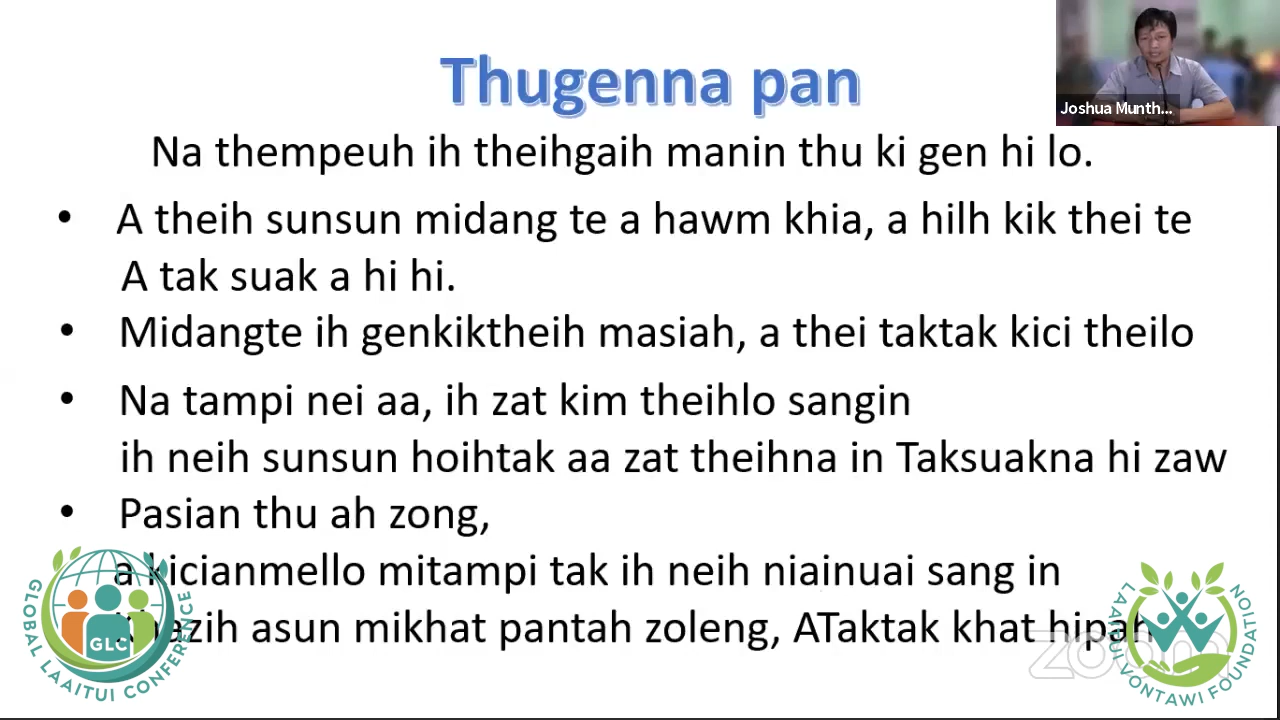 Thugenna pan
Joshua Munth...
Na thempeuh ih theihgaih manin thu ki gen hi lo.
• A theih sunsun midang te a hawm khia, a hilh kik thei te
A tak suak a hi hi.
• Midangte ih genkiktheih masiah, a thei taktak kici theilo
• Na tampi nei aa, ih zat kim theihlo sangin
ih neih sunsun hoihtak aa zat theihna in Taksuakna hi zaw
• Pasian thu ah zong,
a kicianmello mitampi tak ih neih niainuai sang in
asun mikhat pantah zoleng, ATaktak khat hipah
GLOBAL LAAITUI CONFERENCE
GLC
zoom
LAAITUI VONTAWI FOUNDATION